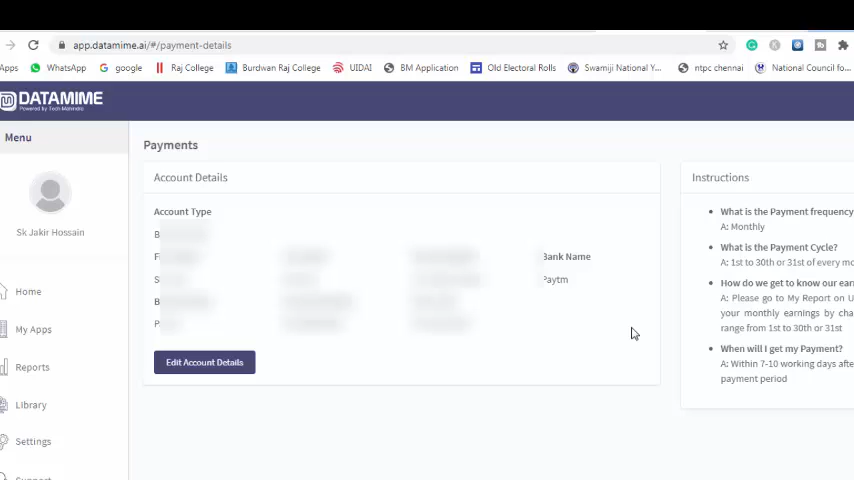 app.datamime.ai/#/payment-details
Apps WhatsApp google Raj College Burdwan Raj College UIDAI BM Application Old Electoral Rolls Swamiji National Y... ntpc chennai National Council fo...
DATAMIME
Powered by Tech Mahindra
Menu
Sk Jakir Hossain
Home
My Apps
Reports
Library
Settings
Payments
Account Details
Account Type
Bank Name
Paytm
Edit Account Details
Instructions
What is the Payment frequency
A: Monthly
What is the Payment Cycle?
A: 1st to 30th or 31st of every mo
How do we get to know our earn
A: Please go to My Report on U
your monthly earnings by cha
range from 1st to 30th or 31st
When will I get my Payment?
A: Within 7-10 working days afte
payment period